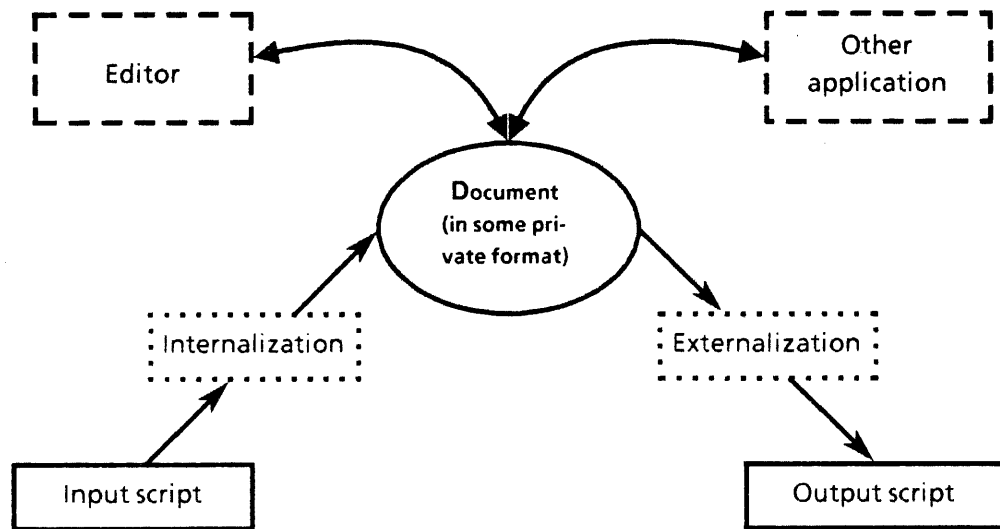 Editor
Other
application
Document
(in some pri-
vate format)
Internalization
Externalization
Input script
Output script